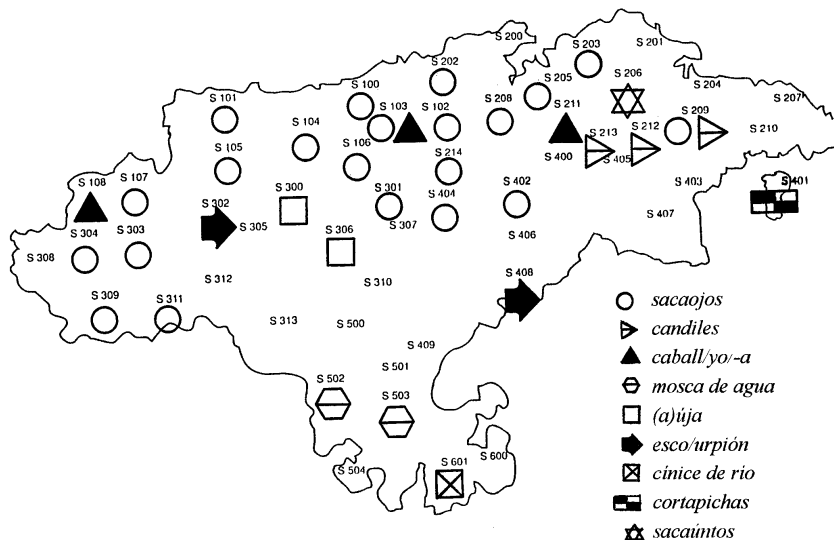 S 200
S 201
S 203
S 202
S 206
S 204
S 205
S 100
S 207
S 101
S 211
S 103
S 102
S 208
S 209
S 104
S 212
S 213
S 210
S 105
S 106
S 214
S 400
S 405
S 108
S 107
S 403
S 401
S 302
S 300
S 301
S 404
S 402
S 407
S 305
S 307
S 304
S 303
S 306
S 406
S 308
S 408
S 312
S 310
sacaojos
S 309
S 311
S 313
S 500
candiles
S 409
caball/yo/-a
S 501
S 502
mosca de agua
S 503
(a)úja
esco/urpión
S 600
S 601
S 504
cínice de río
cortapichas
sacaúntos